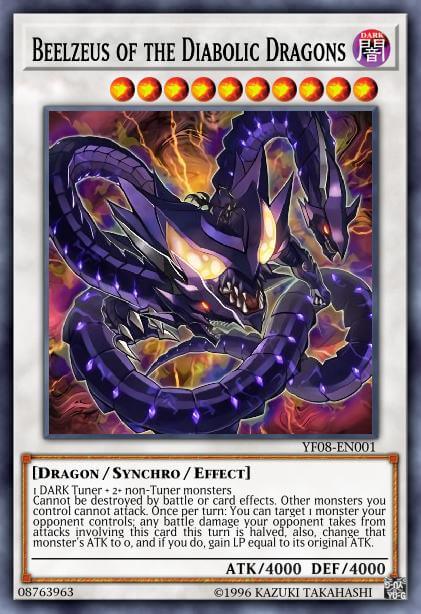 BEELZEUS OF THE DIABOLIC DRAGONS
DARK
闇
YF08-EN001
[DRAGON / SYNCHRO / EFFECT]
1 DARK Tuner + 2+ non-Tuner monsters
Cannot be destroyed by battle or card effects. Other monsters you
control cannot attack. Once per turn: You can target 1 monster your
opponent controls; any battle damage your opponent takes from
attacks involving this card this turn is halved, also, change that
monster's ATK to 0, and if you do, gain LP equal to its original ATK.
ATK/4000 DEF/4000
08763963
©1996 KAZUKI TAKAHASHI